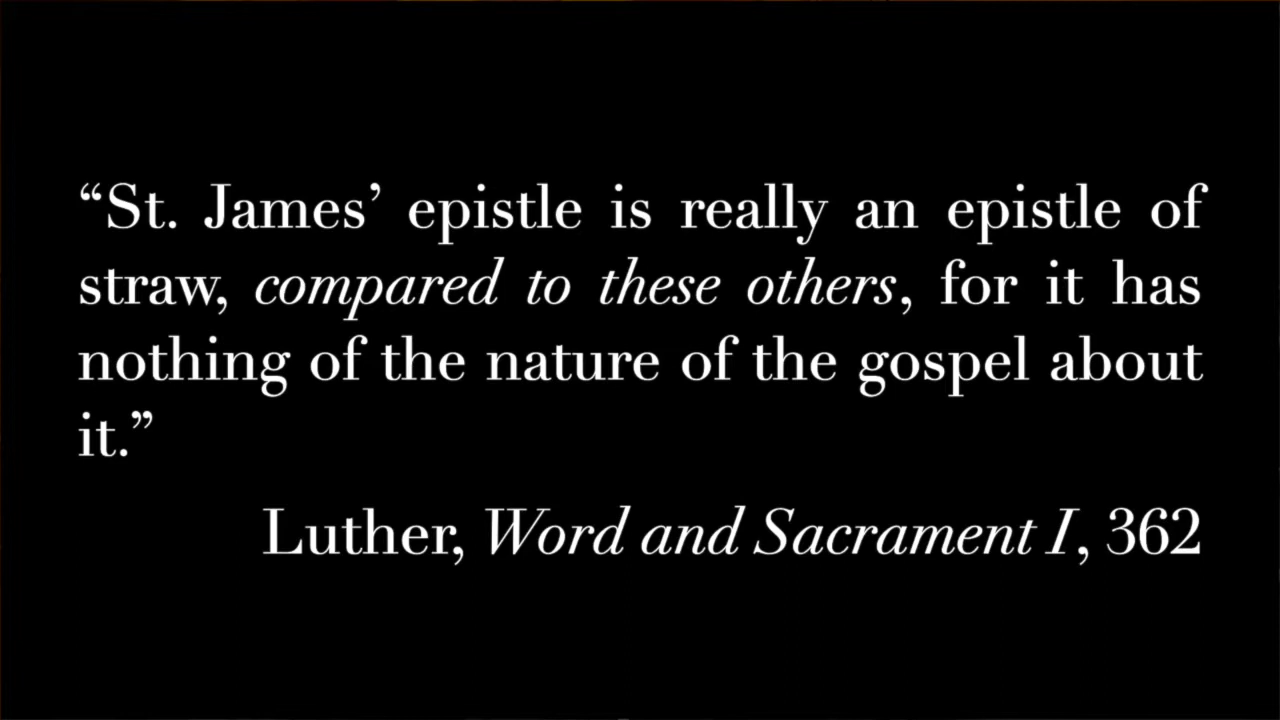 “St. James’ epistle is really an epistle of
straw, compared to these others, for it has
nothing of the nature of the gospel about
it.”
Luther, Word and Sacrament I, 362